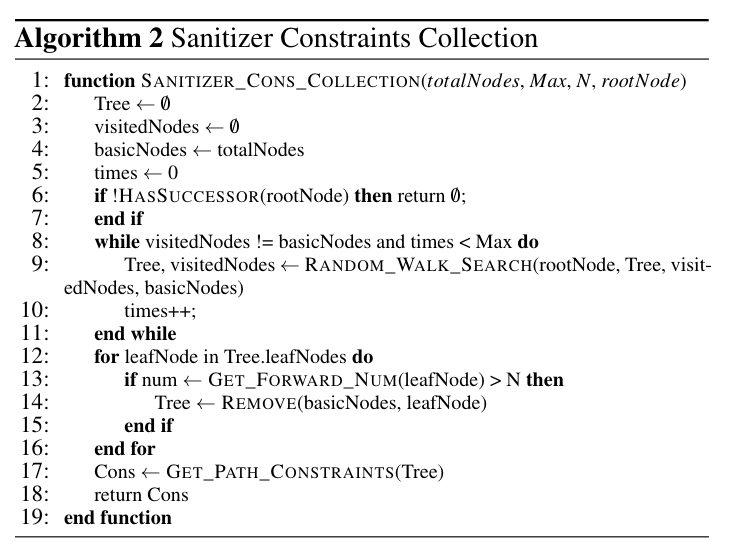 Algorithm 2 Sanitizer Constraints Collection
1: function SANITIZER_CONS_COLLECTION(totalNodes, Max, N, rootNode)
2: Tree ← ∅
3: visitedNodes ← ∅
4: basicNodes ← totalNodes
5: times ← 0
6: if !HASSUCCESSOR(rootNode) then return ∅;
7: end if
8: while visitedNodes != basicNodes and times < Max do
9: Tree, visitedNodes ← RANDOM_WALK_SEARCH(rootNode, Tree, visit-
edNodes, basicNodes)
10: times++;
11: end while
12: for leafNode in Tree.leafNodes do
13: if num ← GET_FORWARD_NUM(leafNode) > N then
14: Tree ← REMOVE(basicNodes, leafNode)
15: end if
16: end for
17: Cons ← GET_PATH_CONSTRAINTS(Tree)
18: return Cons
19: end function